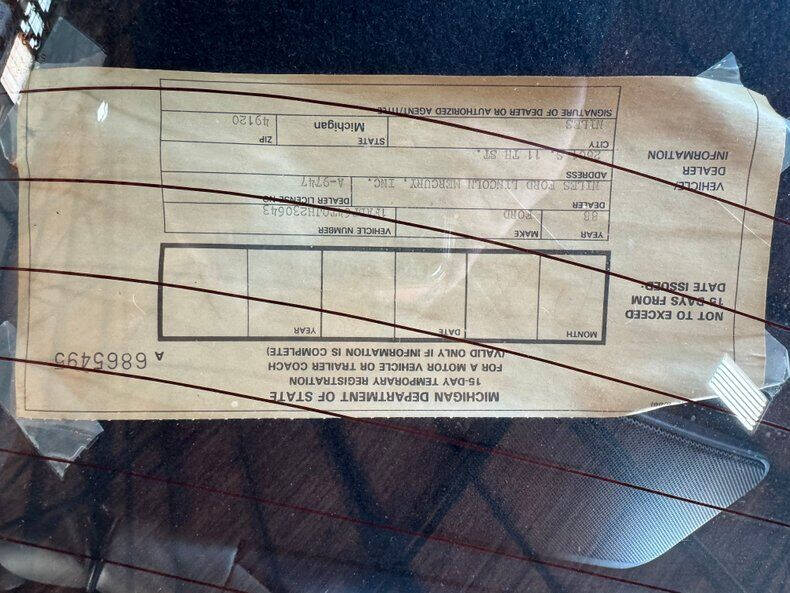 MICHIGAN DEPARTMENT OF STATE
15-DAY TEMPORARY REGISTRATION
FOR A MOTOR VEHICLE OR TRAILER COACH
(VALID ONLY IF INFORMATION IS COMPLETE)
A 6865495
NOT TO EXCEED
15 DAYS FROM
DATE ISSUED:
MONTH DATE YEAR
VEHICLE/
DEALER
INFORMATION
YEAR MAKE VEHICLE NUMBER
88 FORD
DEALER DEALER LICENSE NO.
NILES FORD LINCOLN MERCURY, INC. A-9747
ADDRESS
S. 11 TH ST.
CITY STATE ZIP
NILES Michigan 49120
SIGNATURE OF DEALER OR AUTHORIZED AGENT/TITLE